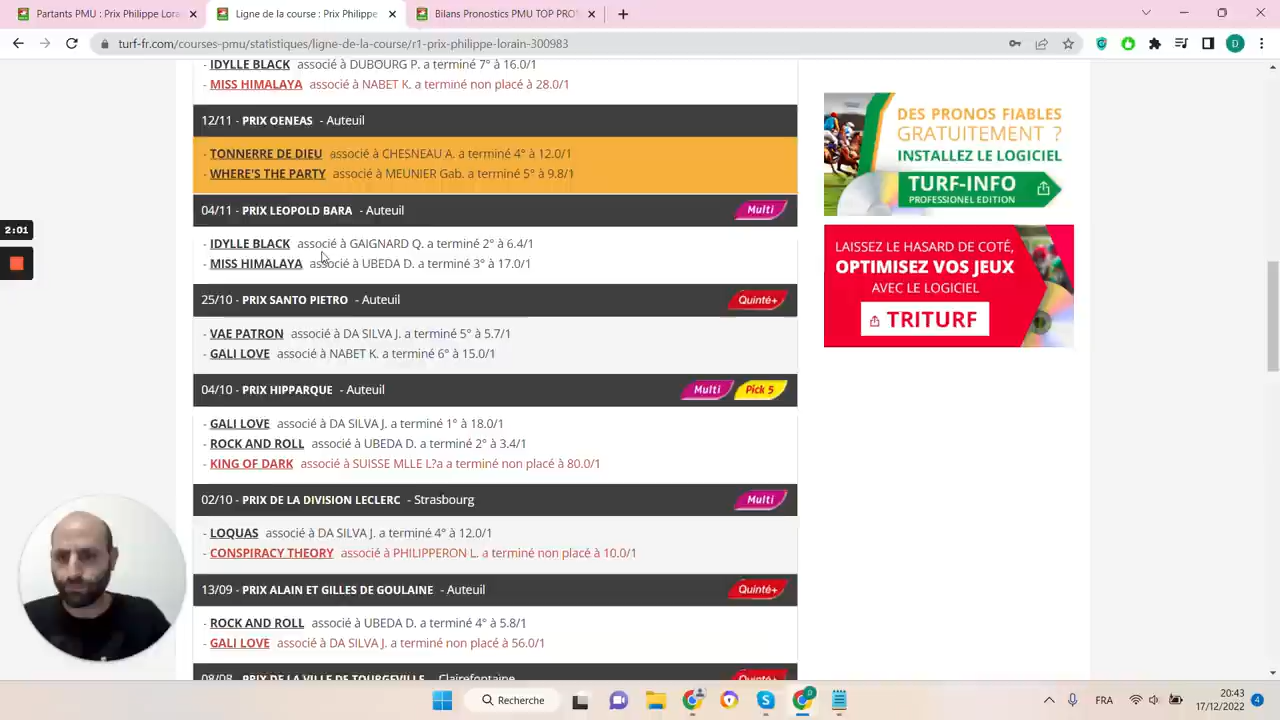 Partants PMU : Prix Philippe Lor
Ligne de la course : Prix Philippe
Bilans Pronostics PMU TOP PRO
turf-fr.com/courses-pmu/statistiques/ligne-de-la-course/r1-prix-philippe-lorain-300983
D
- IDYLLE BLACK associé à DUBOURG P. a terminé 7° à 16.0/1
- MISS HIMALAYA associé à NABET K. a terminé non placé à 28.0/1
12/11 - PRIX OENEAS - Auteuil
- TONNERRE DE DIEU associé à CHESNEAU A. a terminé 4° à 12.0/1
- WHERE'S THE PARTY associé à MEUNIER Gab. a terminé 5° à 9.8/1
04/11 - PRIX LEOPOLD BARA - Auteuil Multi
- IDYLLE BLACK associé à GAIGNARD Q. a terminé 2° à 6.4/1
- MISS HIMALAYA associé à UBEDA D. a terminé 3° à 17.0/1
25/10 - PRIX SANTO PIETRO - Auteuil Quinté+
- VAE PATRON associé à DA SILVA J. a terminé 5° à 5.7/1
- GALI LOVE associé à NABET K. a terminé 6° à 15.0/1
04/10 - PRIX HIPPARQUE - Auteuil Multi Pick 5
- GALI LOVE associé à DA SILVA J. a terminé 1° à 18.0/1
- ROCK AND ROLL associé à UBEDA D. a terminé 2° à 3.4/1
- KING OF DARK associé à SUISSE MLLE L?a a terminé non placé à 80.0/1
02/10 - PRIX DE LA DIVISION LECLERC - Strasbourg Multi
- LOQUAS associé à DA SILVA J. a terminé 4° à 12.0/1
- CONSPIRACY THEORY associé à PHILIPPERON L. a terminé non placé à 10.0/1
13/09 - PRIX ALAIN ET GILLES DE GOULAINE - Auteuil Quinté+
- ROCK AND ROLL associé à UBEDA D. a terminé 4° à 5.8/1
- GALI LOVE associé à DA SILVA J. a terminé non placé à 56.0/1
08/08 - PRIX DE LA VILLE DE TOURGEVILLE - Clairefontaine Quinté+
DES PRONOS FIABLES
GRATUITEMENT ?
INSTALLEZ LE LOGICIEL
TURF-INFO
PROFESSIONEL EDITION
LAISSEZ LE HASARD DE COTÉ,
OPTIMISEZ VOS JEUX
AVEC LE LOGICIEL
TRITURF
2:01
Recherche
FRA
20:43
17/12/2022
4